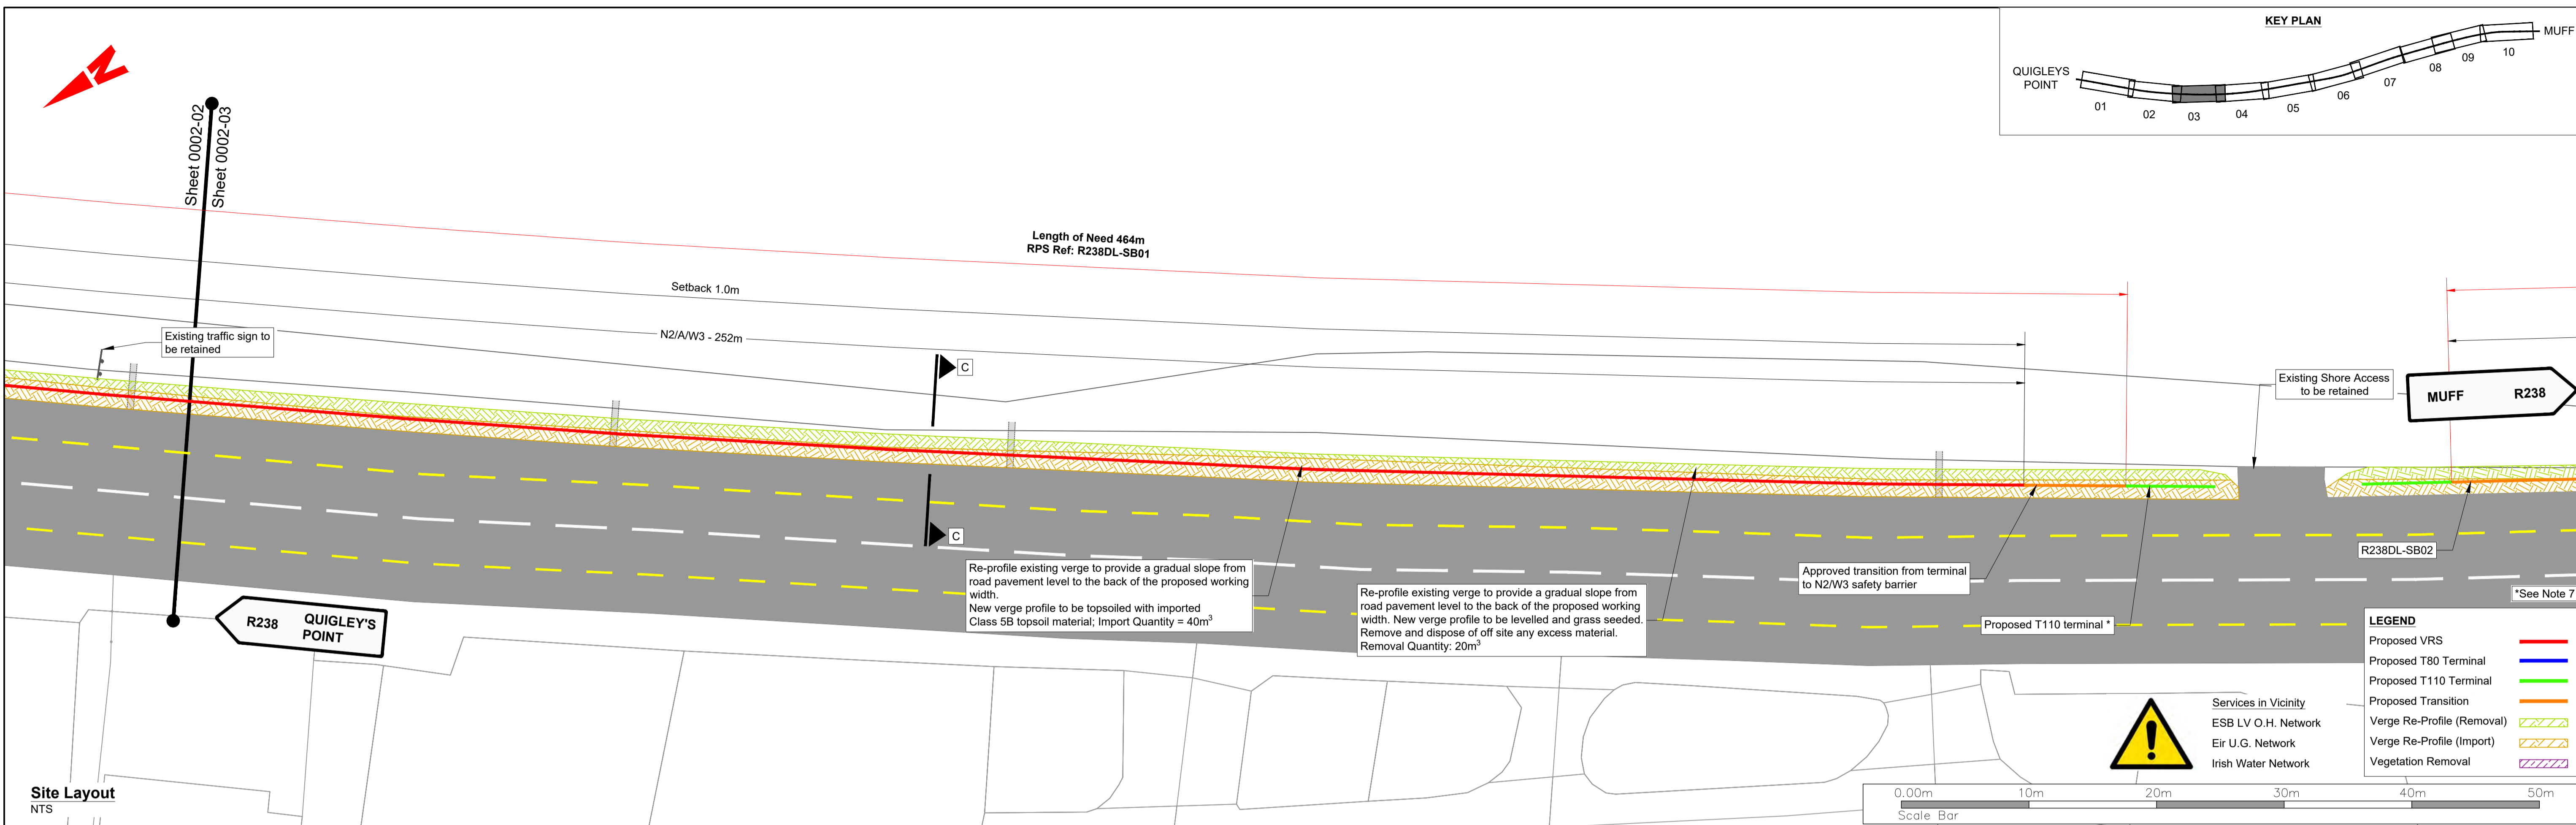 KEY PLAN
MUFF
QUIGLEYS
POINT
01
02
03
04
05
06
07
08
09
10
N
Sheet 0002-02
Sheet 0002-03
Length of Need 464m
RPS Ref: R238DL-SB01
Setback 1.0m
N2/A/W3 - 252m
Existing traffic sign to
be retained
C
C
Existing Shore Access
to be retained
MUFF R238
R238DL-SB02
Re-profile existing verge to provide a gradual slope from
road pavement level to the back of the proposed working
width.
New verge profile to be topsoiled with imported
Class 5B topsoil material; Import Quantity = 40m³
Re-profile existing verge to provide a gradual slope from
road pavement level to the back of the proposed working
width. New verge profile to be levelled and grass seeded.
Remove and dispose of off site any excess material.
Removal Quantity: 20m³
Approved transition from terminal
to N2/W3 safety barrier
Proposed T110 terminal *
*See Note 7
R238 QUIGLEY'S
POINT
LEGEND
Proposed VRS
Proposed T80 Terminal
Proposed T110 Terminal
Proposed Transition
Verge Re-Profile (Removal)
Verge Re-Profile (Import)
Vegetation Removal
Services in Vicinity
ESB LV O.H. Network
Eir U.G. Network
Irish Water Network
Site Layout
NTS
0.00m 10m 20m 30m 40m 50m
Scale Bar